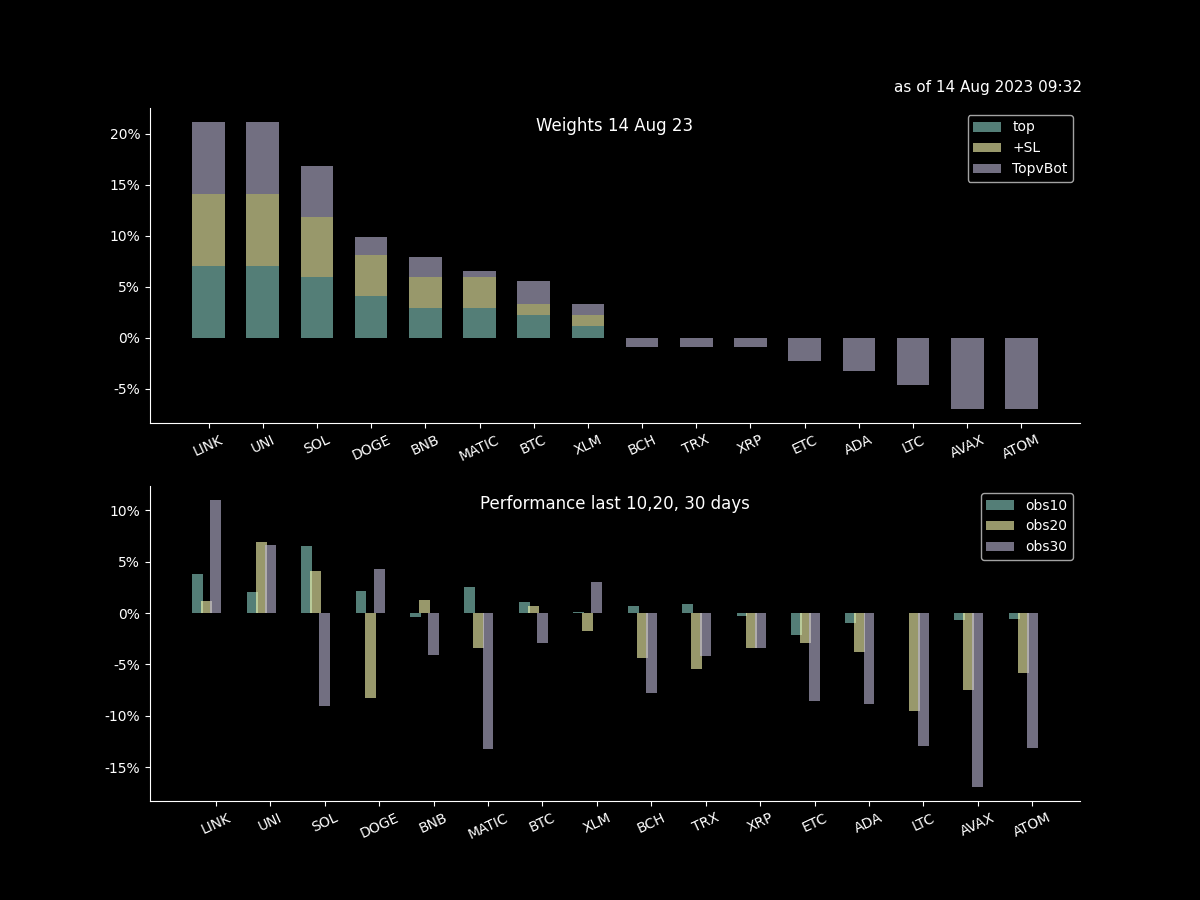 as of 14 Aug 2023 09:32
Weights 14 Aug 23
top
+SL
TopvBot
20%
15%
10%
5%
0%
-5%
LINK UNI SOL DOGE BNB MATIC BTC XLM BCH TRX XRP ETC ADA LTC AVAX ATOM
Performance last 10,20, 30 days
obs10
obs20
obs30
10%
5%
0%
-5%
-10%
-15%
LINK UNI SOL DOGE BNB MATIC BTC XLM BCH TRX XRP ETC ADA LTC AVAX ATOM